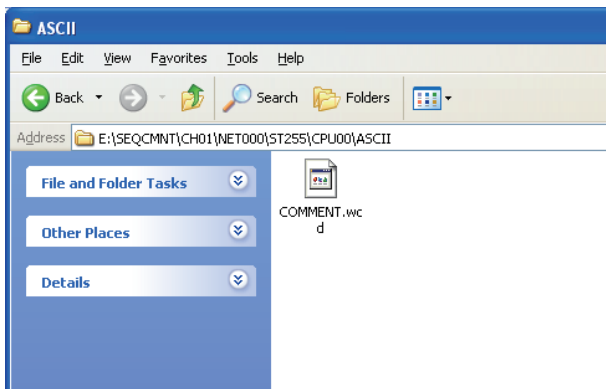 ASCII
File Edit View Favorites Tools Help
Back Search Folders
Address E:\SEQCMNT\CH01\NET000\ST255\CPU00\ASCII
File and Folder Tasks
COMMENT.wc
d
Other Places
Details